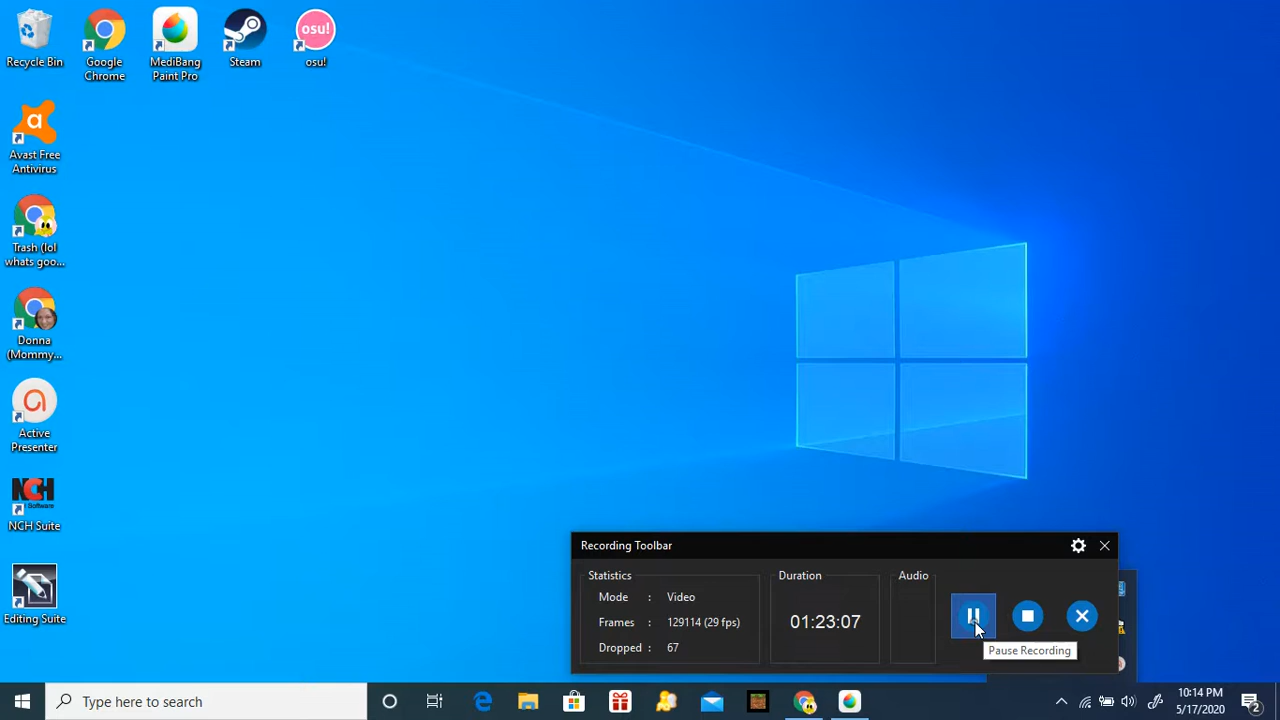 Recycle Bin
Google
Chrome
MediBang
Paint Pro
Steam
osu!
osu!
Avast Free
Antivirus
Trash (lol
whats goo...
Donna
(Mommy...
Active
Presenter
NCH
Software
NCH Suite
Editing Suite
Recording Toolbar
Statistics
Mode : Video
Frames : 129114 (29 fps)
Dropped : 67
Duration
01:23:07
Audio
Pause Recording
Type here to search
10:14 PM
5/17/2020
2